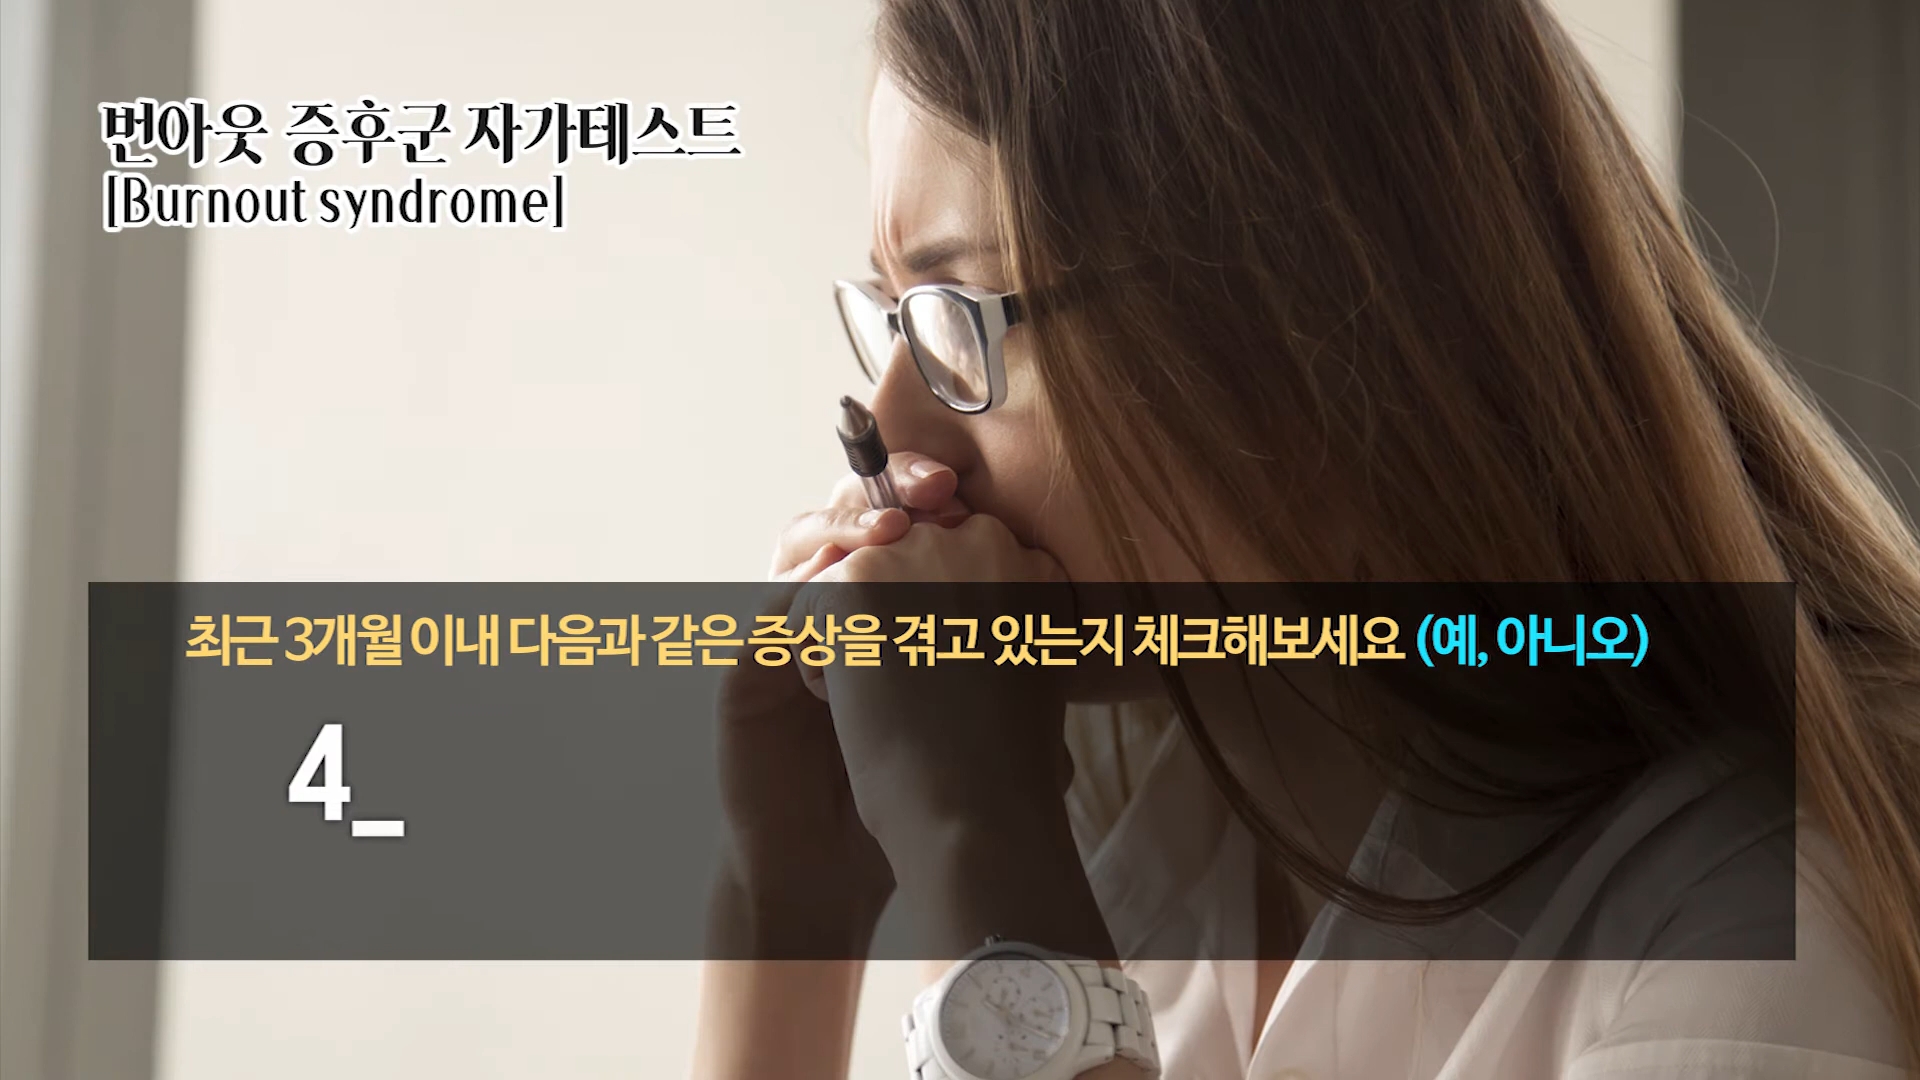 번아웃 증후군 자가테스트
[Burnout syndrome]
최근 3개월 이내 다음과 같은 증상을 겪고 있는지 체크해보세요 (예, 아니오)
4_